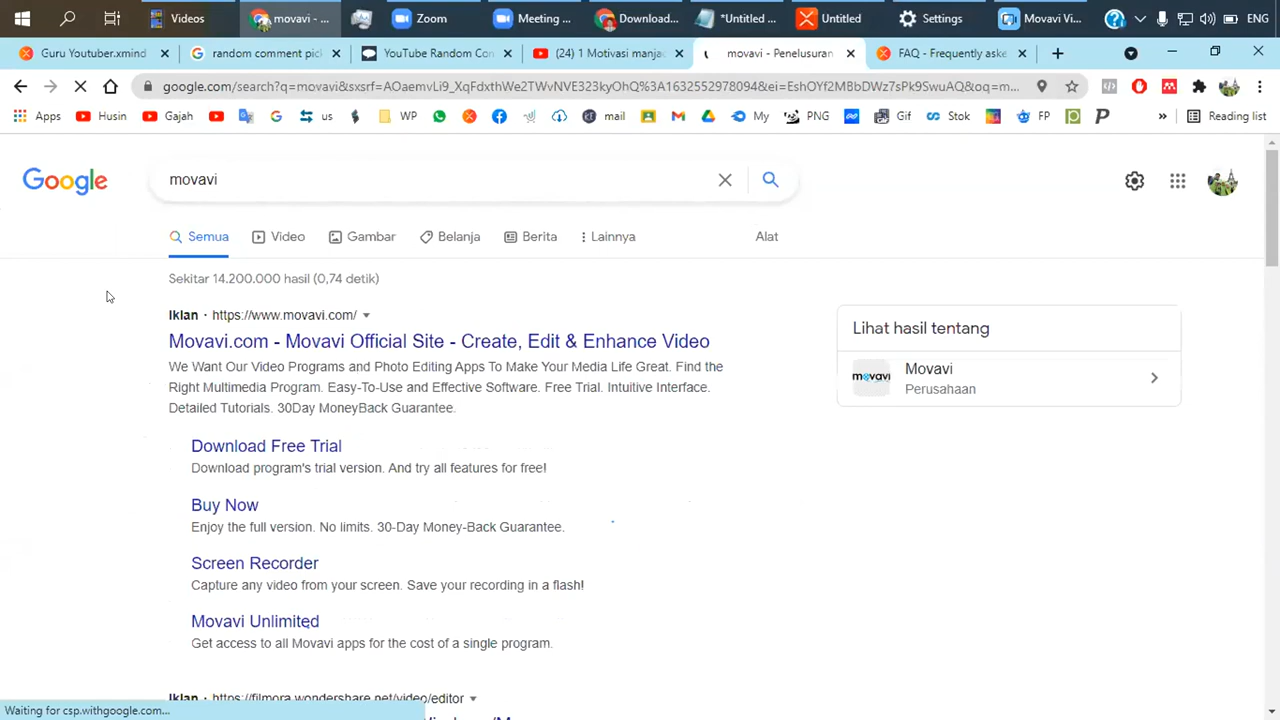 Videos
movavi - ...
Zoom
Meeting ...
Download...
*Untitled ...
Untitled
Settings
Movavi Vi...
ENG
Guru Youtuber.xmind
random comment pick
YouTube Random Con
(24) 1 Motivasi manjad
movavi - Penelusuran
FAQ - Frequently aske
google.com/search?q=movavi&sxsrf=AOaemvLi9_XqFdxthWe2TWvNVE323kyOhQ%3A1632552978094&ei=EshOYf2MBbDWz7sPk9SwuAQ&oq=m...
Apps
Husin
Gajah
us
WP
mail
My
PNG
Gif
Stok
FP
Reading list
Google
movavi
Semua
Video
Gambar
Belanja
Berita
Lainnya
Alat
Sekitar 14.200.000 hasil (0,74 detik)
Iklan · https://www.movavi.com/
Movavi.com - Movavi Official Site - Create, Edit & Enhance Video
We Want Our Video Programs and Photo Editing Apps To Make Your Media Life Great. Find the
Right Multimedia Program. Easy-To-Use and Effective Software. Free Trial. Intuitive Interface.
Detailed Tutorials. 30Day MoneyBack Guarantee.
Download Free Trial
Download program's trial version. And try all features for free!
Buy Now
Enjoy the full version. No limits. 30-Day Money-Back Guarantee.
Screen Recorder
Capture any video from your screen. Save your recording in a flash!
Movavi Unlimited
Get access to all Movavi apps for the cost of a single program.
Iklan · https://filmora.wondershare.net/video/editor
Lihat hasil tentang
movavi
Movavi
Perusahaan
Waiting for csp.withgoogle.com...